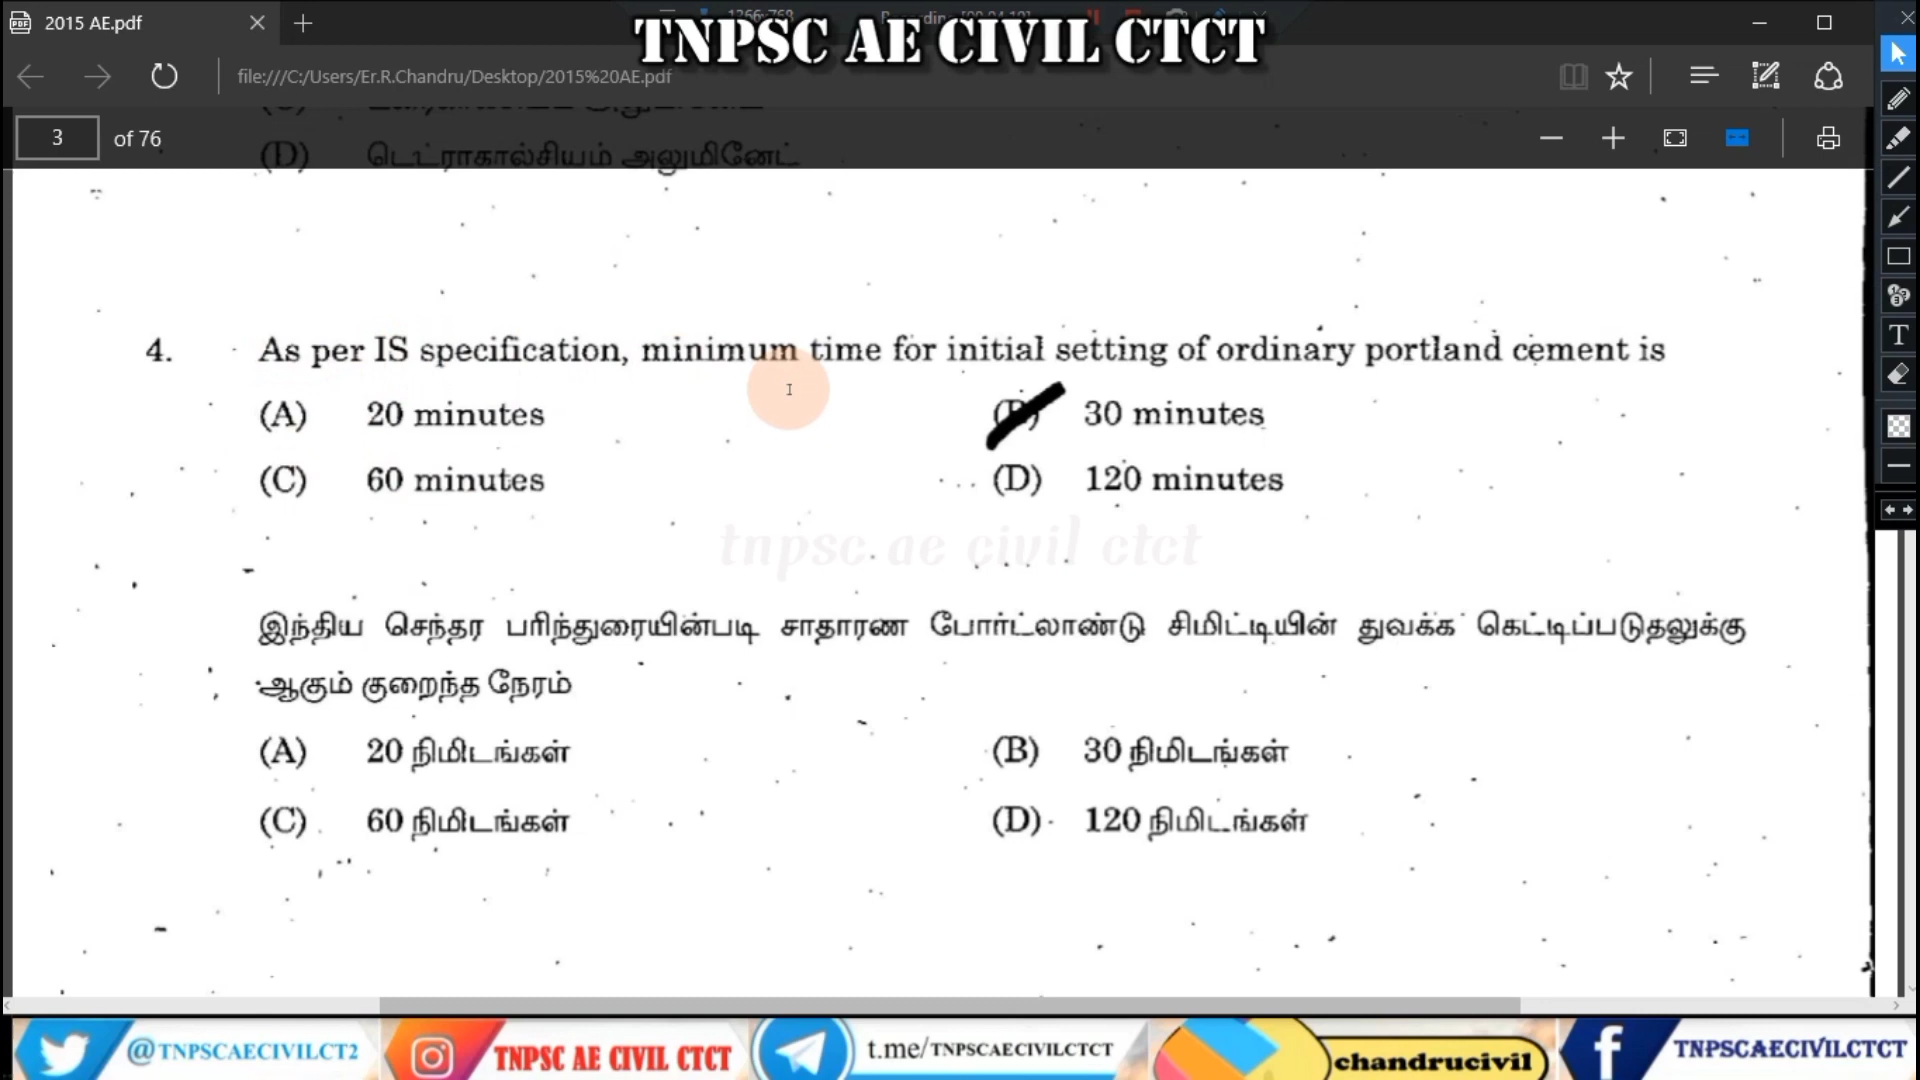 2015 AE.pdf
TNPSC AE CIVIL CTCT
file:///C:/Users/Er.R.Chandru/Desktop/2015%20AE.pdf
3 of 76
(D) டெட்ராகால்சியம் அலுமினேட்
4. As per IS specification, minimum time for initial setting of ordinary portland cement is
(A) 20 minutes (B) 30 minutes
(C) 60 minutes (D) 120 minutes
tnpsc ae civil ctct
இந்திய செந்தர பரிந்துரையின்படி சாதாரண போர்ட்லாண்டு சிமிட்டியின் துவக்க கெட்டிப்படுதலுக்கு
ஆகும் குறைந்த நேரம்
(A) 20 நிமிடங்கள் (B) 30 நிமிடங்கள்
(C) 60 நிமிடங்கள் (D) 120 நிமிடங்கள்
@TNPSCAECIVILCT2 TNPSC AE CIVIL CTCT t.me/TNPSCAECIVILCTCT chandrucivil TNPSCAECIVILCTCT